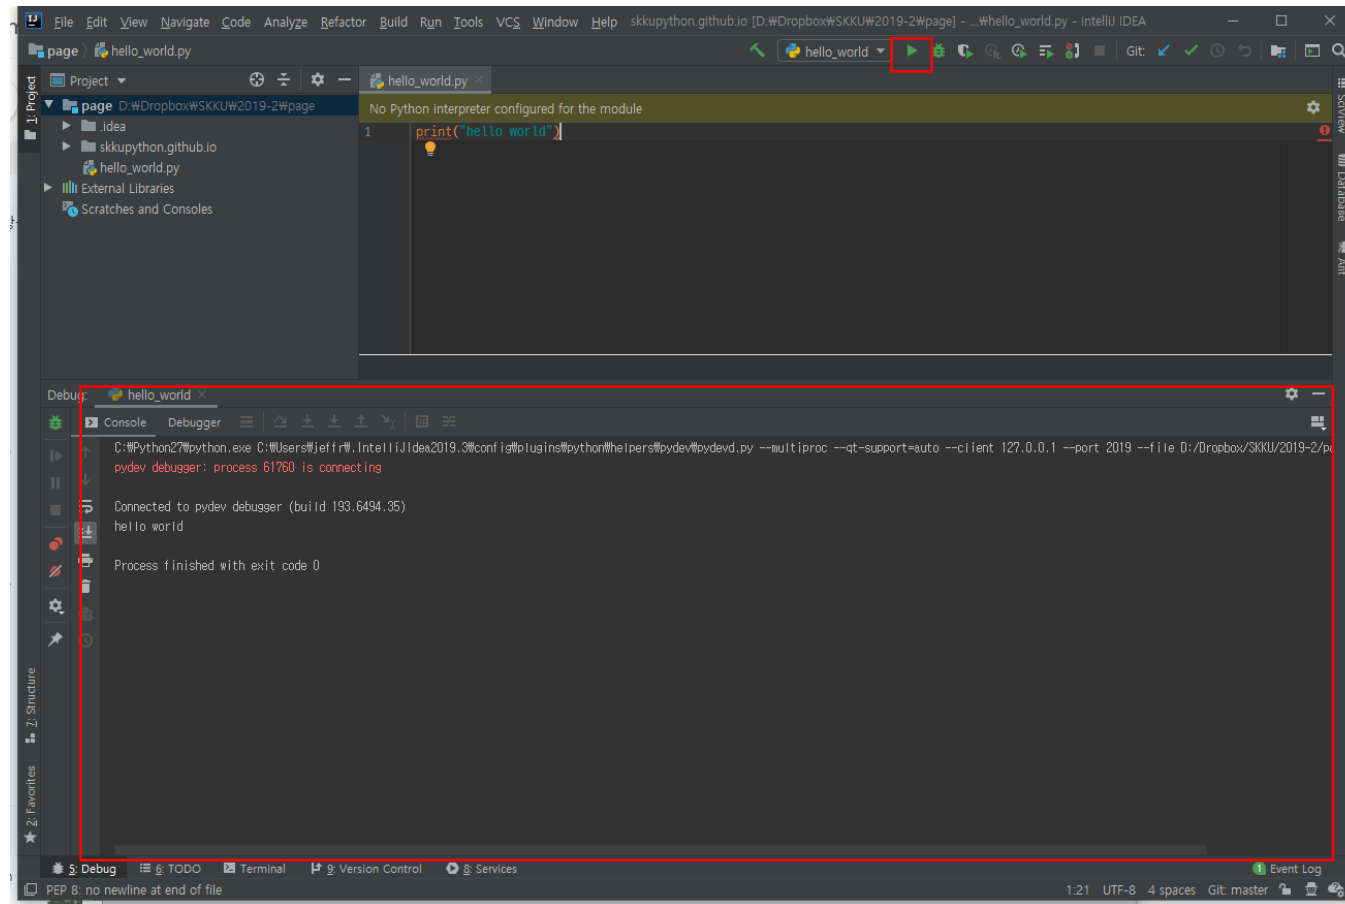 File Edit View Navigate Code Analyze Refactor Build Run Tools VCS Window Help skkupython.github.io [D:₩Dropbox₩SKKU₩2019-2₩page] - ...₩hello_world.py - IntelliJ IDEA
page hello_world.py hello_world Git:
1: Project
Project
hello_world.py
page D:₩Dropbox₩SKKU₩2019-2₩page
.idea
skkupython.github.io
hello_world.py
External Libraries
Scratches and Consoles
No Python interpreter configured for the module
1 print("hello world")
SciView
Database
Ant
Debug: hello_world
Console Debugger
C:₩Python27₩python.exe C:₩Users₩jeffr₩.IntelliJIdea2019.3₩config₩plugins₩python₩helpers₩pydev₩pydevd.py --multiproc --qt-support=auto --client 127.0.0.1 --port 2019 --file D:/Dropbox/SKKU/2019-2/pa
pydev debugger: process 61760 is connecting
Connected to pydev debugger (build 193.6494.35)
hello world
Process finished with exit code 0
7: Structure
2: Favorites
5: Debug 6: TODO Terminal 9: Version Control 8: Services 1 Event Log
PEP 8: no newline at end of file 1:21 UTF-8 4 spaces Git: master